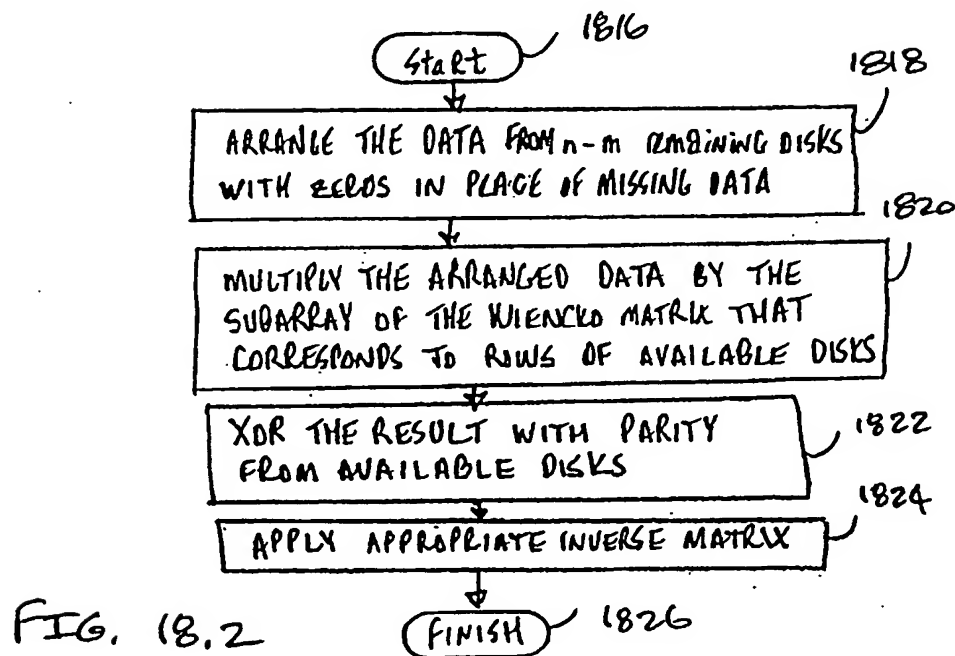 Start
1816
1818
ARRANGE THE DATA FROM n-m REMAINING DISKS
WITH ZEROS IN PLACE OF MISSING DATA
1820
MULTIPLY THE ARRANGED DATA BY THE
SUBARRAY OF THE WIENCKO MATRIX THAT
CORRESPONDS TO ROWS OF AVAILABLE DISKS
XOR THE RESULT WITH PARITY
FROM AVAILABLE DISKS
1822
1824
APPLY APPROPRIATE INVERSE MATRIX
FINISH
1826
FIG. 18.2